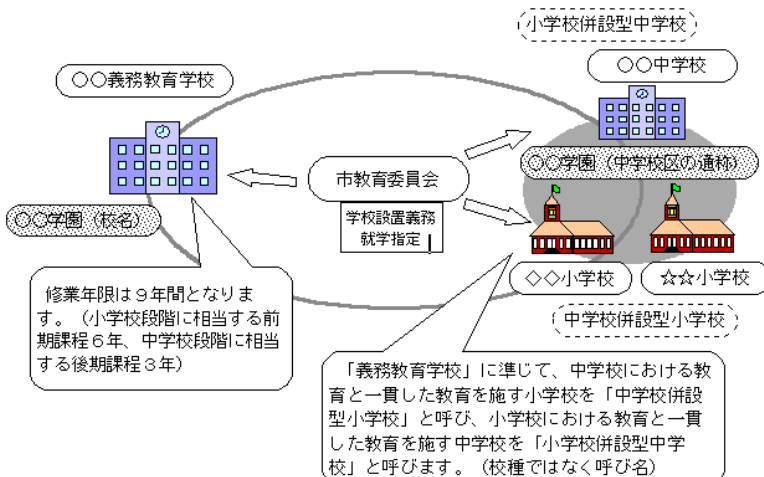 小学校併設型中学校
○○中学校
○○義務教育学校
○○学園（中学校区の通称）
市教育委員会
学校設置義務
就学指定
○○学園（校名）
◇◇小学校
☆☆小学校
中学校併設型小学校
修業年限は９年間となりま
す。（小学校段階に相当する前
期課程６年、中学校段階に相当
する後期課程３年）
「義務教育学校」に準じて、中学校における教
育と一貫した教育を施す小学校を「中学校併設
型小学校」と呼び、小学校における教育と一貫
した教育を施す中学校を「小学校併設型中学
校」と呼びます。（校種ではなく呼び名）